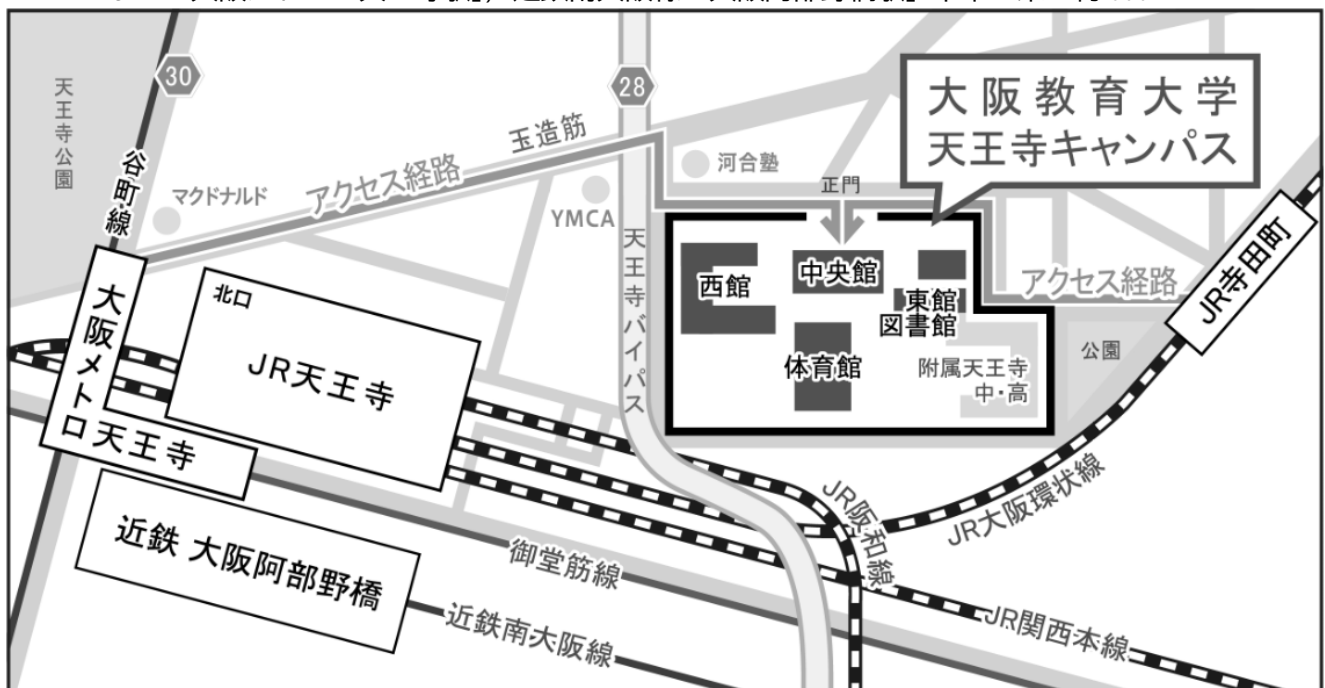 30
28
大阪教育大学
天王寺キャンパス
天王寺公園
谷町線
玉造筋
アクセス経路
マクドナルド
YMCA
河合塾
正門
天王寺バイパス
西館
中央館
東館
図書館
体育館
附属天王寺
中・高
アクセス経路
公園
JR寺田町
北口
JR天王寺
大阪メトロ
天王寺
近鉄 大阪阿部野橋
御堂筋線
近鉄南大阪線
JR阪和線
JR大阪環状線
JR関西本線